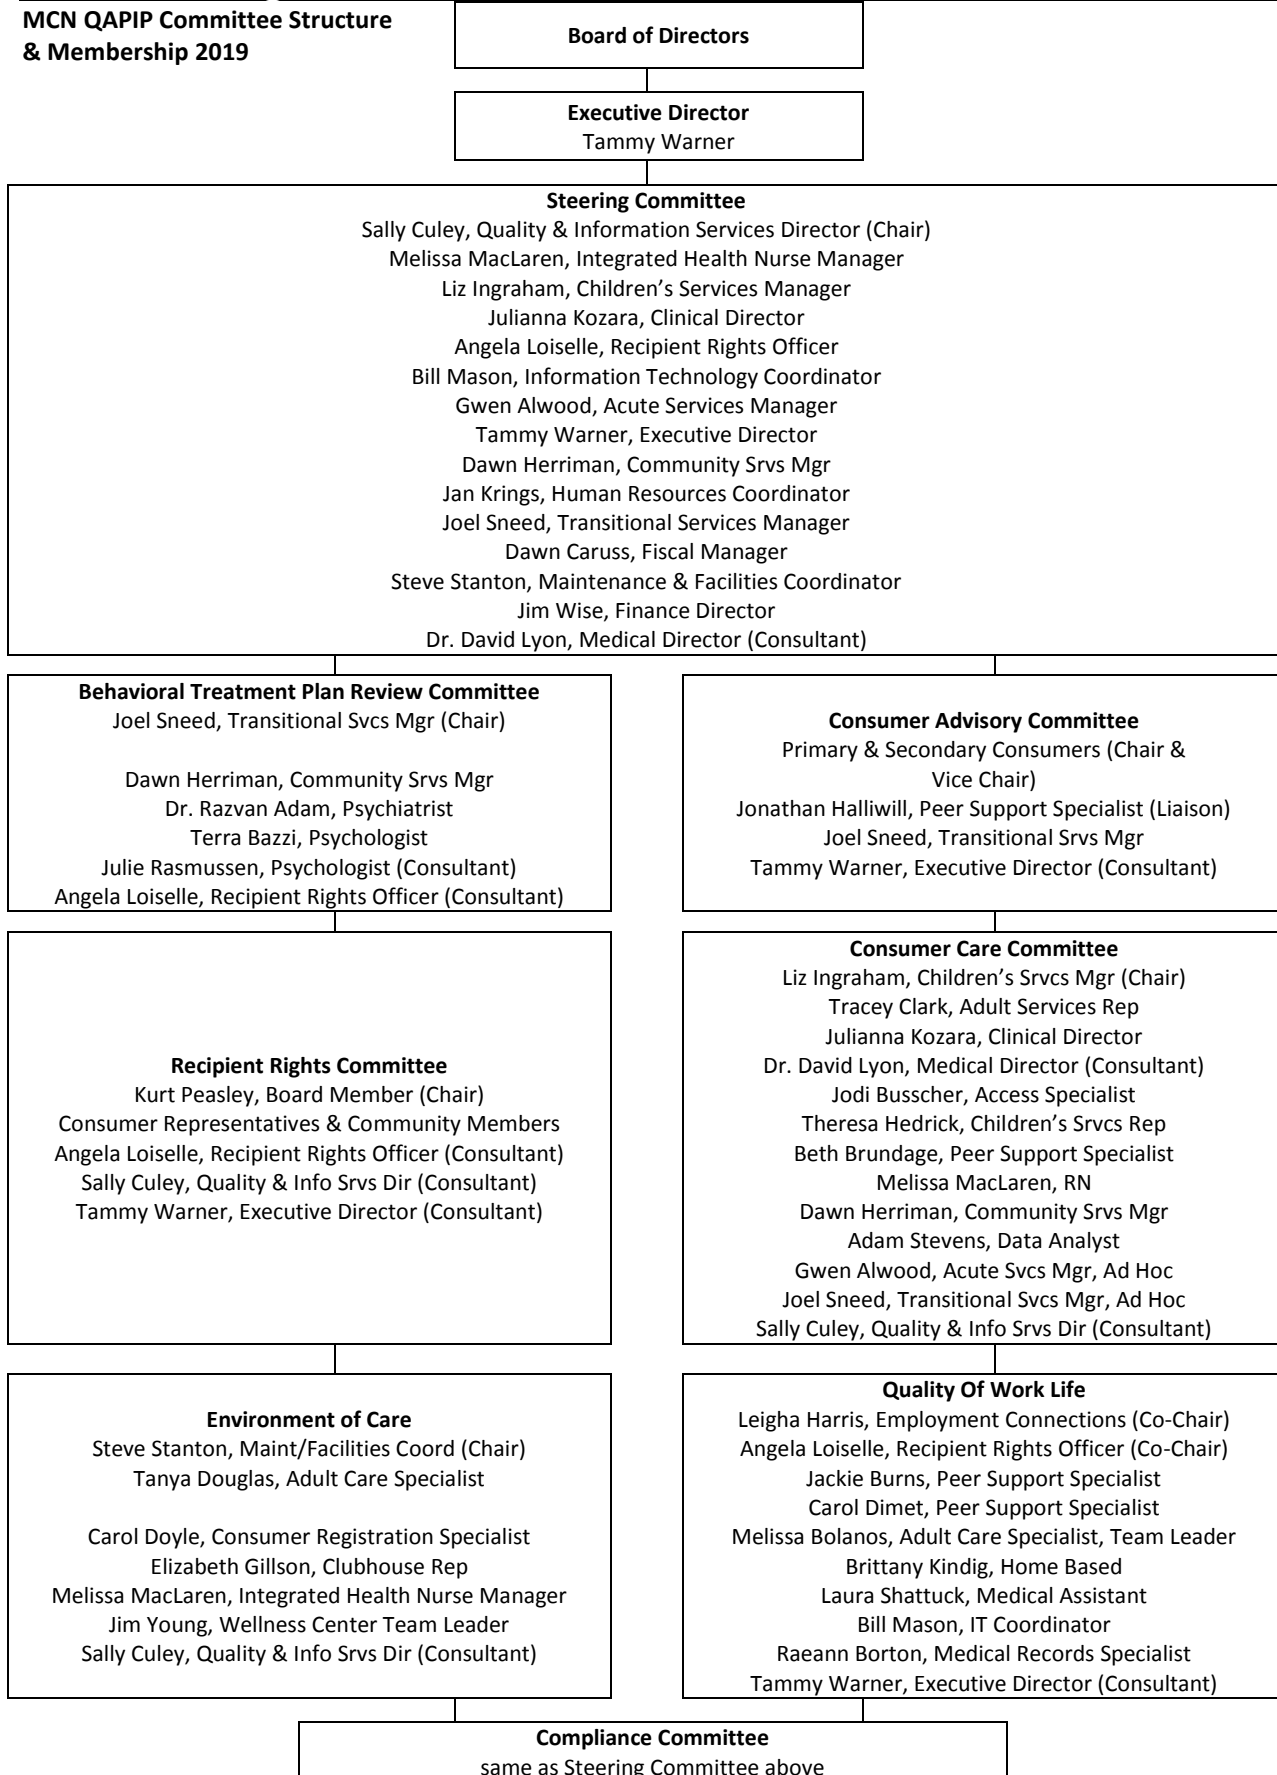 MCN QAPIP Committee Structure
& Membership 2019
Board of Directors
Executive Director
Tammy Warner
Steering Committee
Sally Culey, Quality & Information Services Director (Chair)
Melissa MacLaren, Integrated Health Nurse Manager
Liz Ingraham, Children’s Services Manager
Julianna Kozara, Clinical Director
Angela Loiselle, Recipient Rights Officer
Bill Mason, Information Technology Coordinator
Gwen Alwood, Acute Services Manager
Tammy Warner, Executive Director
Dawn Herriman, Community Srvs Mgr
Jan Krings, Human Resources Coordinator
Joel Sneed, Transitional Services Manager
Dawn Caruss, Fiscal Manager
Steve Stanton, Maintenance & Facilities Coordinator
Jim Wise, Finance Director
Dr. David Lyon, Medical Director (Consultant)
Behavioral Treatment Plan Review Committee
Joel Sneed, Transitional Svcs Mgr (Chair)
Dawn Herriman, Community Srvs Mgr
Dr. Razvan Adam, Psychiatrist
Terra Bazzi, Psychologist
Julie Rasmussen, Psychologist (Consultant)
Angela Loiselle, Recipient Rights Officer (Consultant)
Consumer Advisory Committee
Primary & Secondary Consumers (Chair &
Vice Chair)
Jonathan Halliwill, Peer Support Specialist (Liaison)
Joel Sneed, Transitional Srvs Mgr
Tammy Warner, Executive Director (Consultant)
Recipient Rights Committee
Kurt Peasley, Board Member (Chair)
Consumer Representatives & Community Members
Angela Loiselle, Recipient Rights Officer (Consultant)
Sally Culey, Quality & Info Srvs Dir (Consultant)
Tammy Warner, Executive Director (Consultant)
Consumer Care Committee
Liz Ingraham, Children’s Srvcs Mgr (Chair)
Tracey Clark, Adult Services Rep
Julianna Kozara, Clinical Director
Dr. David Lyon, Medical Director (Consultant)
Jodi Busscher, Access Specialist
Theresa Hedrick, Children’s Srvcs Rep
Beth Brundage, Peer Support Specialist
Melissa MacLaren, RN
Dawn Herriman, Community Srvs Mgr
Adam Stevens, Data Analyst
Gwen Alwood, Acute Svcs Mgr, Ad Hoc
Joel Sneed, Transitional Svcs Mgr, Ad Hoc
Sally Culey, Quality & Info Srvs Dir (Consultant)
Environment of Care
Steve Stanton, Maint/Facilities Coord (Chair)
Tanya Douglas, Adult Care Specialist
Carol Doyle, Consumer Registration Specialist
Elizabeth Gillson, Clubhouse Rep
Melissa MacLaren, Integrated Health Nurse Manager
Jim Young, Wellness Center Team Leader
Sally Culey, Quality & Info Srvs Dir (Consultant)
Quality Of Work Life
Leigha Harris, Employment Connections (Co-Chair)
Angela Loiselle, Recipient Rights Officer (Co-Chair)
Jackie Burns, Peer Support Specialist
Carol Dimet, Peer Support Specialist
Melissa Bolanos, Adult Care Specialist, Team Leader
Brittany Kindig, Home Based
Laura Shattuck, Medical Assistant
Bill Mason, IT Coordinator
Raeann Borton, Medical Records Specialist
Tammy Warner, Executive Director (Consultant)
Compliance Committee
same as Steering Committee above